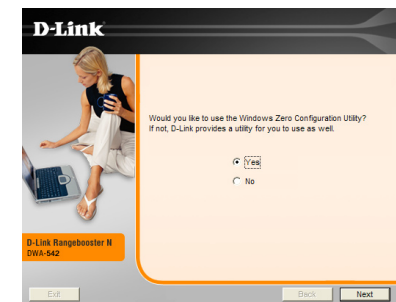 D-Link
Would you like to use the Windows Zero Configuration Utility?
If not, D-Link provides a utility for you to use as well.
Yes
No
D-Link Rangebooster N
DWA-542
Exit
Back
Next